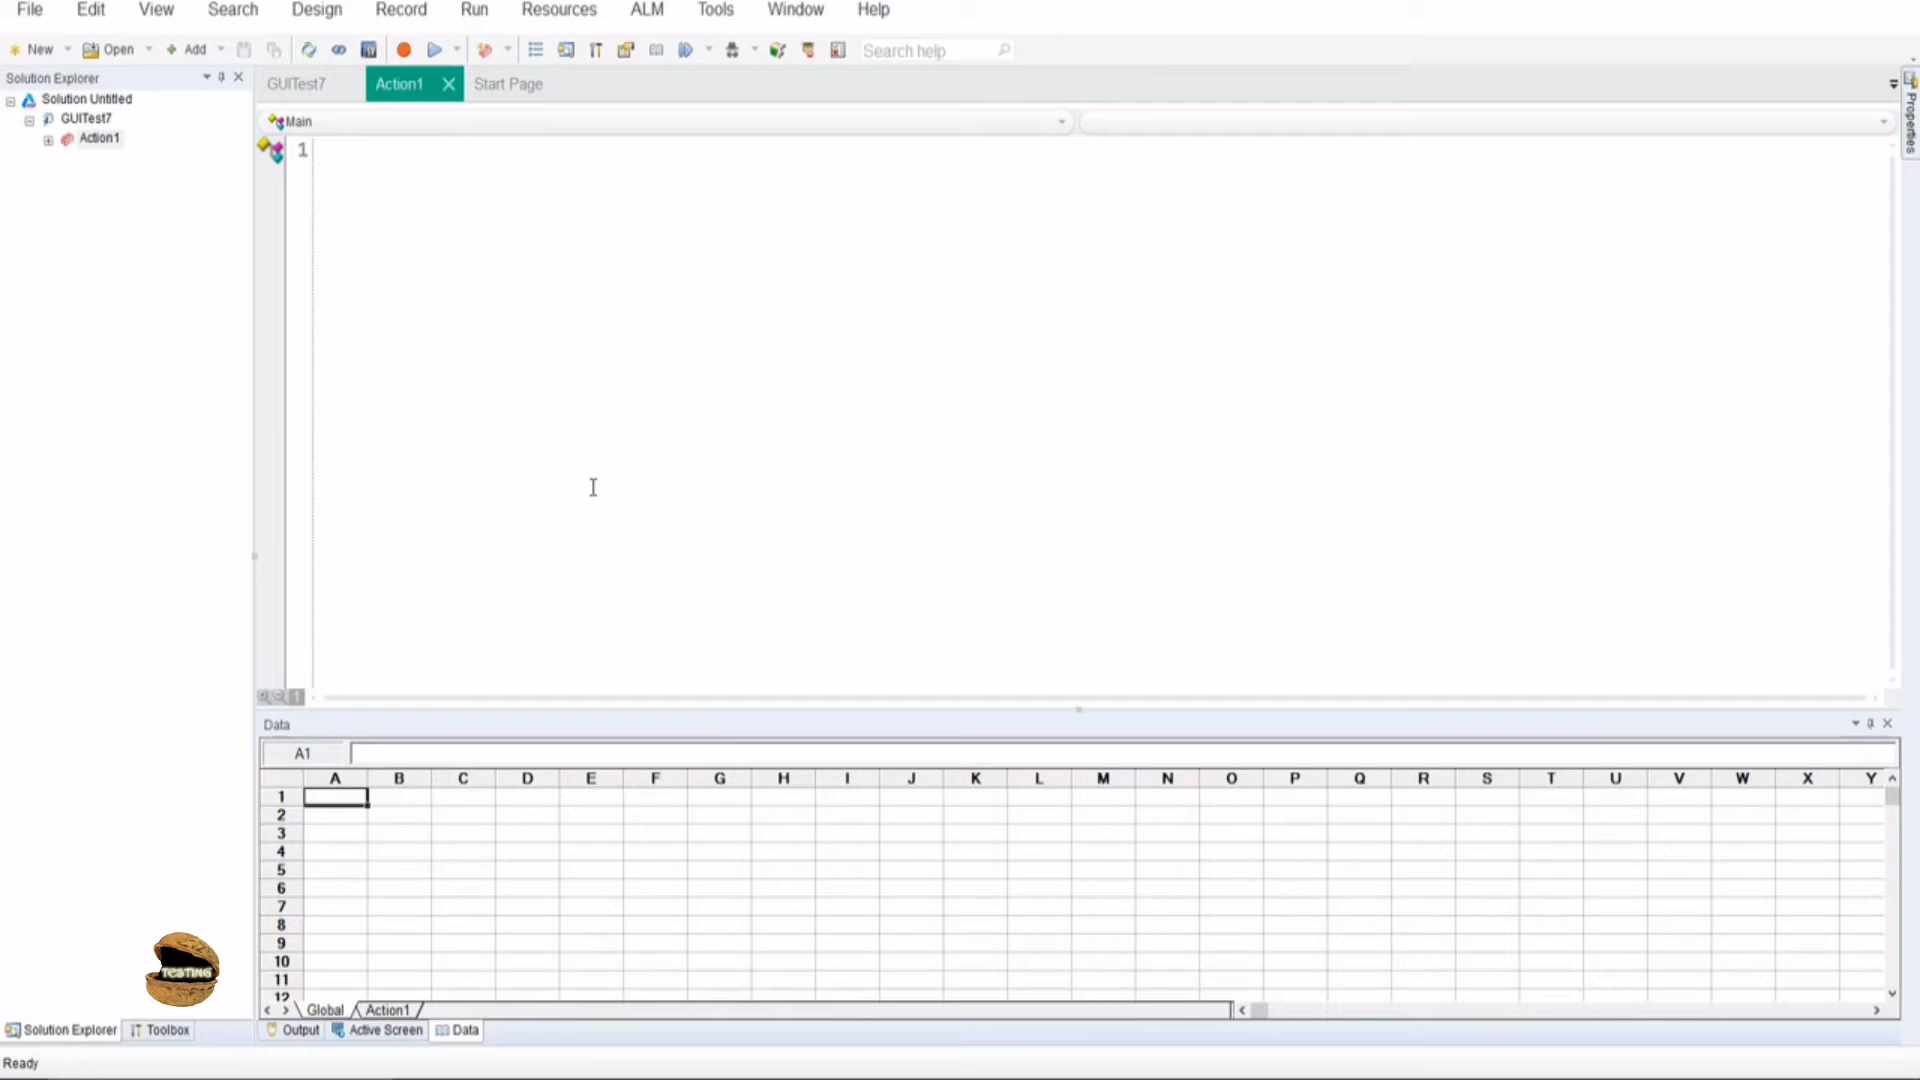 File Edit View Search Design Record Run Resources ALM Tools Window Help
New Open Add Search help
Solution Explorer
GUITest7 Action1 Start Page
Properties
Solution Untitled
GUITest7
Action1
Main
1
1
Data
A1
A B C D E F G H I J K L M N O P Q R S T U V W X Y
1
2
3
4
5
6
7
8
9
10
11
12
TESTING
Global Action1
Solution Explorer Toolbox Output Active Screen Data
Ready